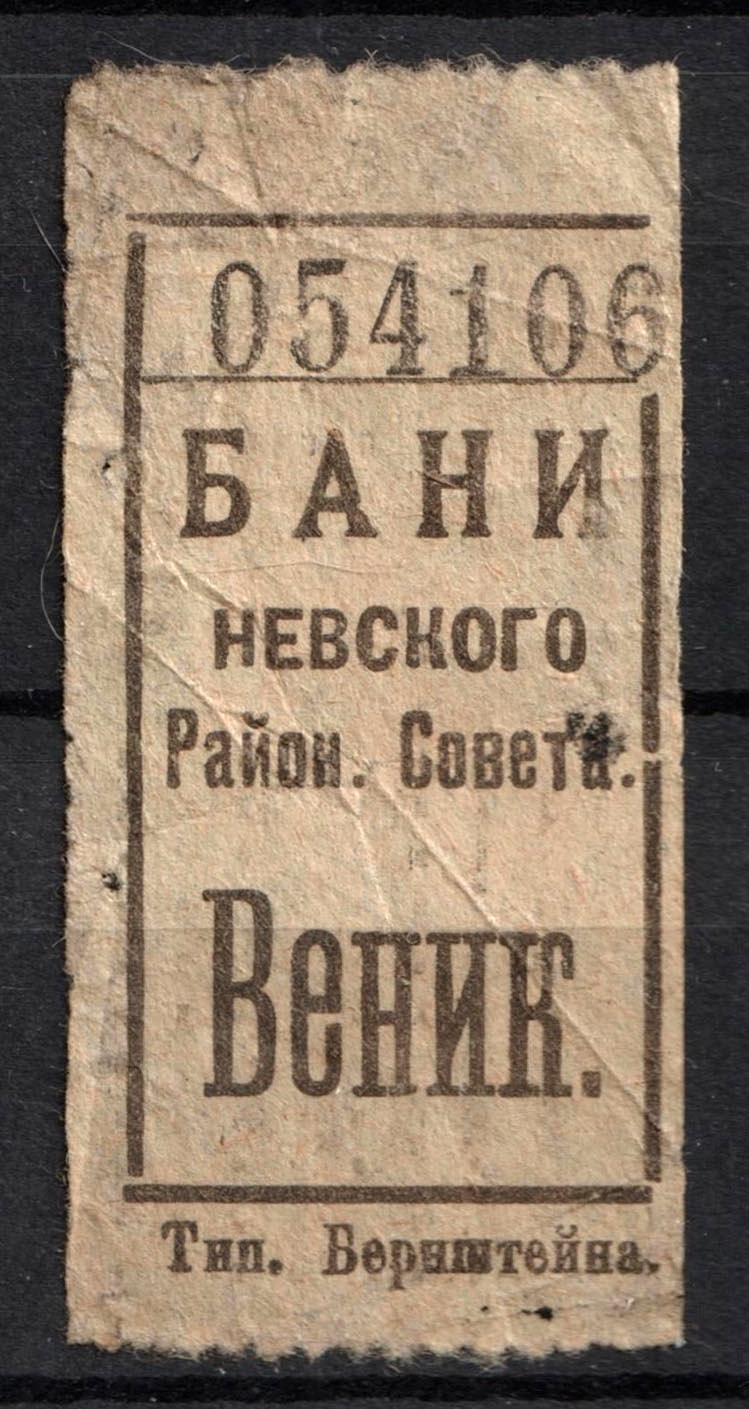 054106
БАНИ
НЕВСКОГО
Район. Совета.
Веник.
Тип. Бернштейна.